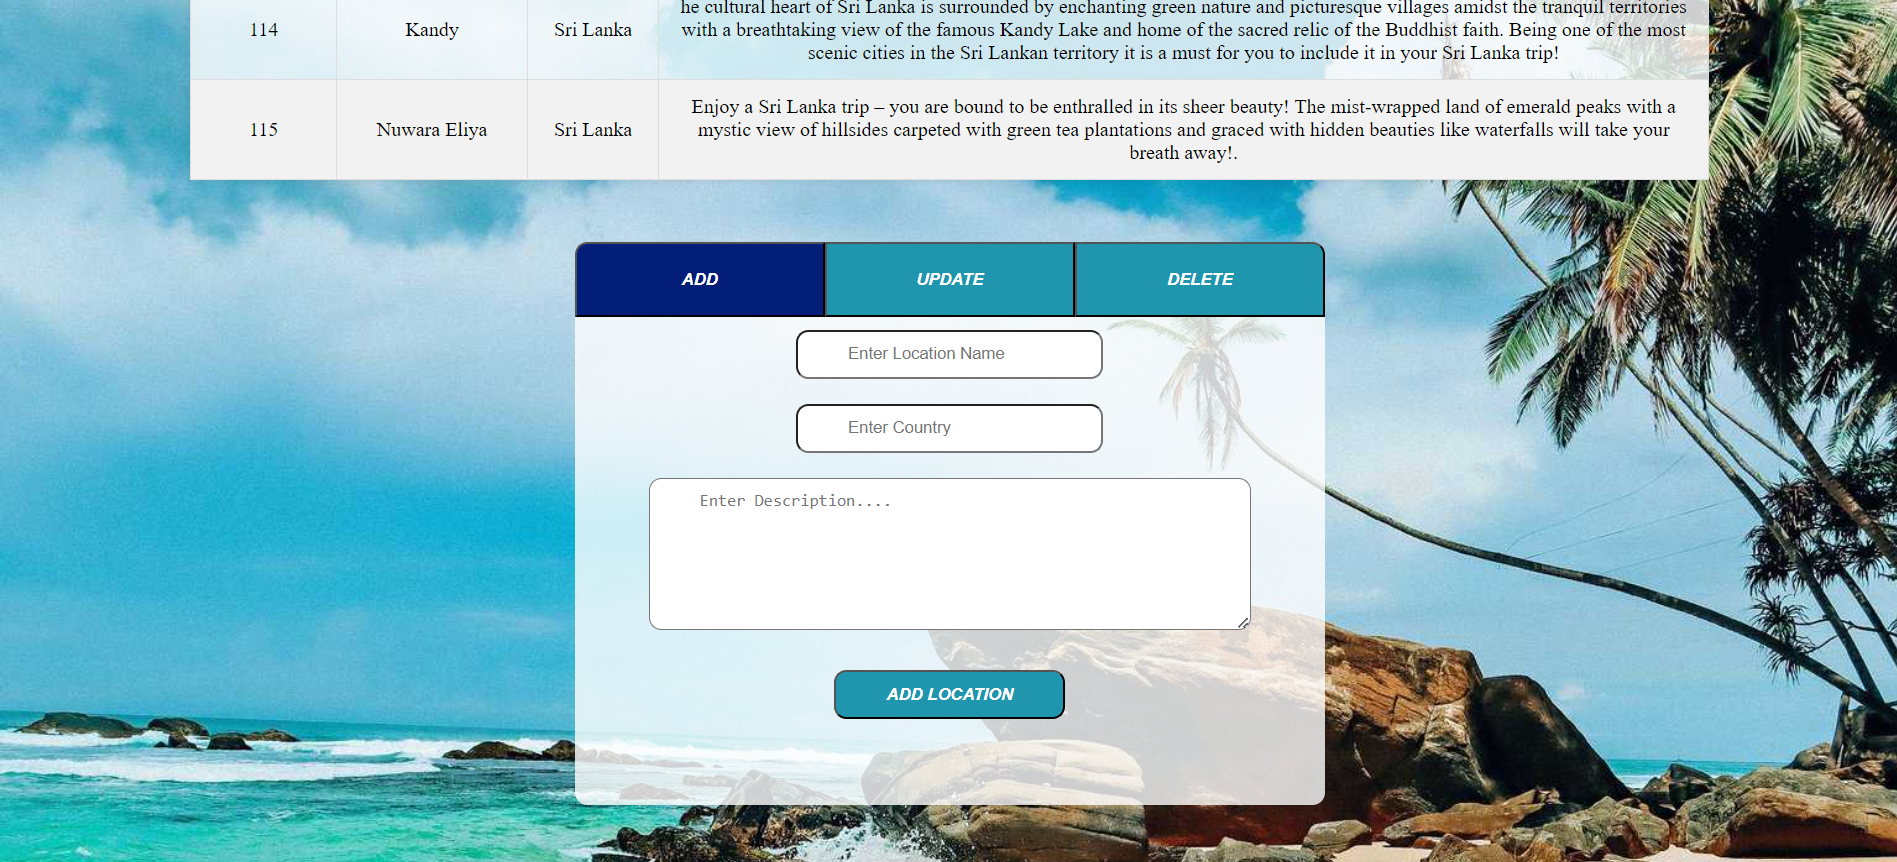 he cultural heart of Sri Lanka is surrounded by enchanting green nature and picturesque villages amidst the tranquil territories
114 Kandy Sri Lanka with a breathtaking view of the famous Kandy Lake and home of the sacred relic of the Buddhist faith. Being one of the most
scenic cities in the Sri Lankan territory it is a must for you to include it in your Sri Lanka trip!
Enjoy a Sri Lanka trip – you are bound to be enthralled in its sheer beauty! The mist-wrapped land of emerald peaks with a
115 Nuwara Eliya Sri Lanka mystic view of hillsides carpeted with green tea plantations and graced with hidden beauties like waterfalls will take your
breath away!.
ADD UPDATE DELETE
Enter Location Name
Enter Country
Enter Description....
ADD LOCATION